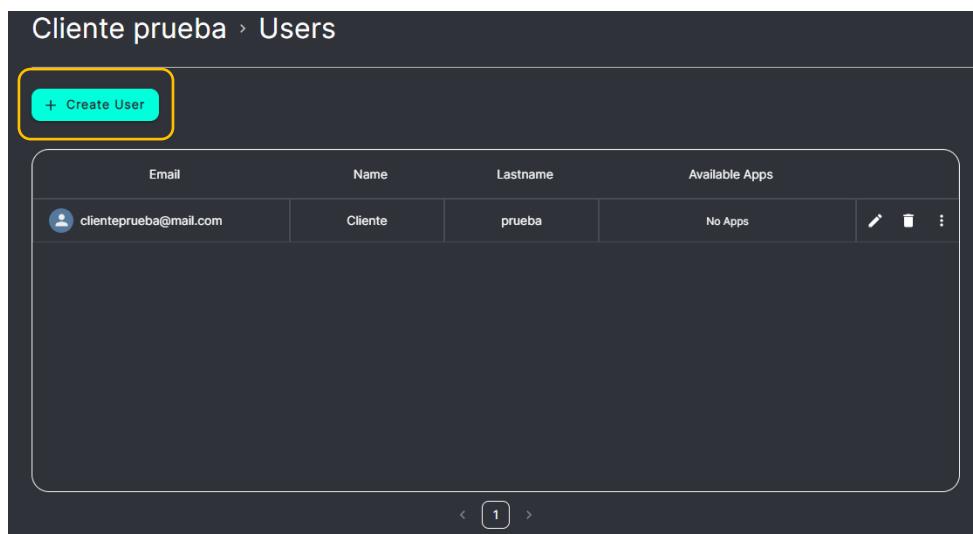 Cliente prueba › Users
+ Create User
Email Name Lastname Available Apps
clienteprueba@mail.com Cliente prueba No Apps
‹ 1 ›